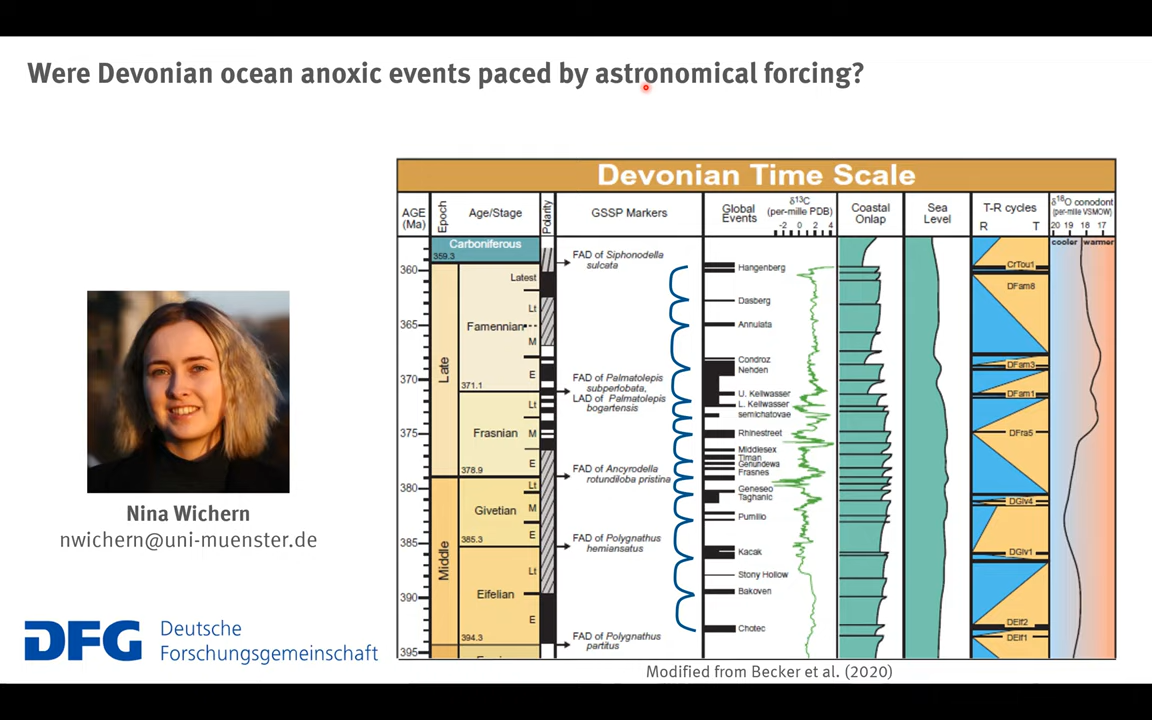 Were Devonian ocean anoxic events paced by astronomical forcing?
Nina Wichern
nwichern@uni-muenster.de
DFG
Deutsche
Forschungsgemeinschaft
Devonian Time Scale
AGE
(Ma)
Epoch
Age/Stage
Polarity
GSSP Markers
Global
Events
δ13C
(per-mille PDB)
-2 0 2 4
Coastal
Onlap
Sea
Level
T-R cycles
R T
δ18O conodont
(per-mille VSMOW)
20 19 18 17
cooler warmer
360
365
370
375
380
385
390
395
Late
Middle
Carboniferous
359.3
Latest
Lt
Famennian
M
E
371.1
Lt
Frasnian
M
E
378.9
Lt
Givetian
M
E
385.3
Lt
Eifelian
E
394.3
FAD of Siphonodella
sulcata
FAD of Palmatolepis
subperlobata,
LAD of Palmatolepis
bogartensis
FAD of Ancyrodella
rotundiloba pristina
FAD of Polygnathus
hemiansatus
FAD of Polygnathus
partitus
Hangenberg
Dasberg
Annulata
Condroz
Nehden
U. Kellwasser
L. Kellwasser
semichatovae
Rhinestreet
Middlesex
Timan
Genundewa
Frasnes
Geneseo
Taghanic
Pumilio
Kacak
Stony Hollow
Bakoven
Chotec
CrTou1
DFam8
DFam3
DFam1
DFra5
DGiv4
DGiv1
DEif2
DEif1
Modified from Becker et al. (2020)